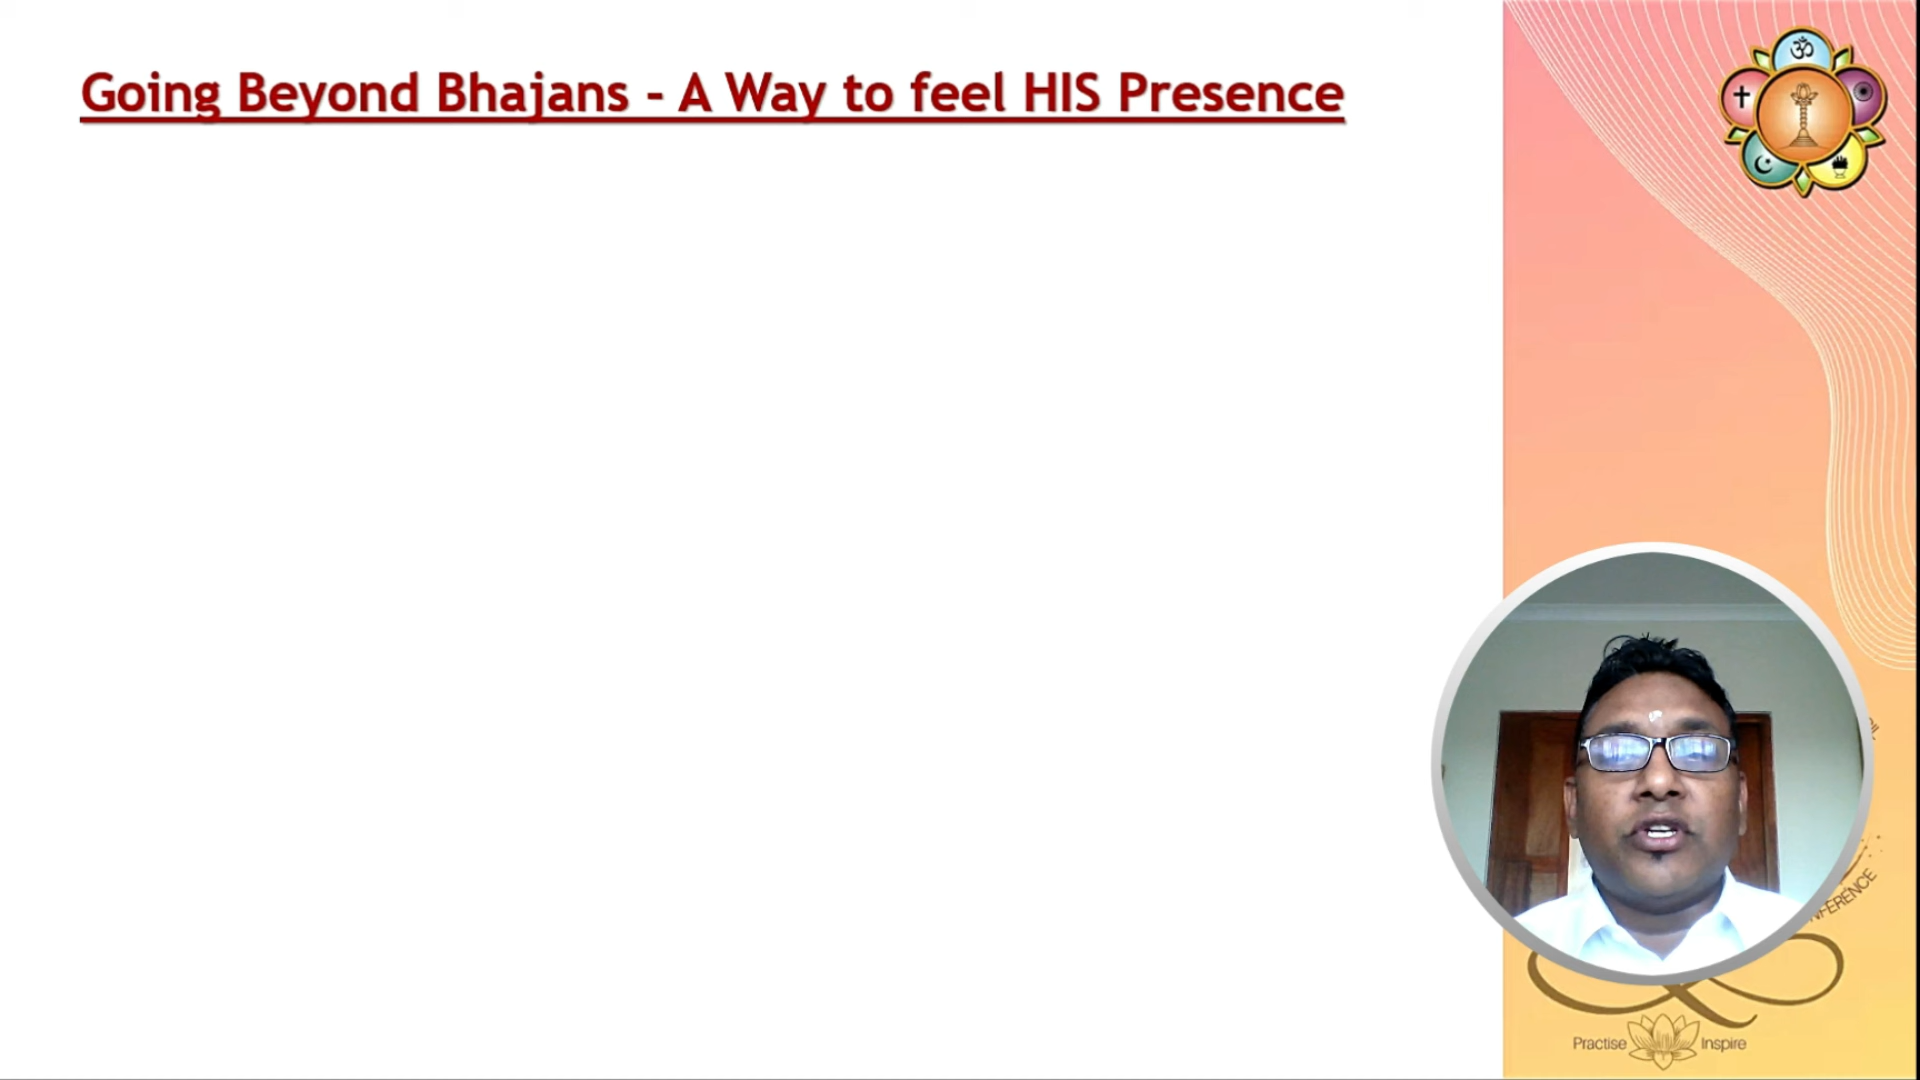 Going Beyond Bhajans - A Way to feel HIS Presence
ॐ
Practise Inspire